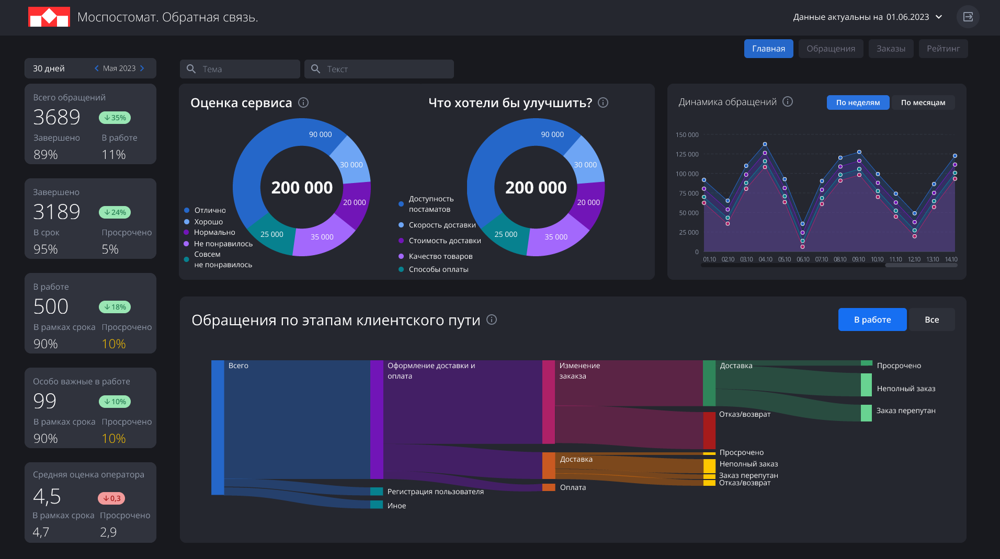 Моспостомат. Обратная связь.
Данные актуальны на 01.06.2023
Главная
Обращения
Заказы
Рейтинг
30 дней
Мая 2023
Тема
Текст
Всего обращений
3689
35%
Завершено
В работе
89%
11%
Завершено
3189
24%
В срок
Просрочено
95%
5%
В работе
500
18%
В рамках срока
Просрочено
90%
10%
Особо важные в работе
99
10%
В рамках срока
Просрочено
90%
10%
Средняя оценка оператора
4,5
0,3
В рамках срока
Просрочено
4,7
2,9
Оценка сервиса
90 000
30 000
200 000
20 000
35 000
25 000
Отлично
Хорошо
Нормально
Не понравилось
Совсем
не понравилось
Что хотели бы улучшить?
90 000
30 000
200 000
20 000
35 000
25 000
Доступность
постаматов
Скорость доставки
Стоимость доставки
Качество товаров
Способы оплаты
Динамика обращений
По неделям
По месяцам
150 000
125 000
100 000
75 000
50 000
25 000
0
01.10 02.10 03.10 04.10 05.10 06.10 07.10 08.10 09.10 10.10 11.10 12.10 13.10 14.10
Обращения по этапам клиентского пути
В работе
Все
Всего
Оформление доставки и
оплата
Регистрация пользователя
Иное
Изменение
закакза
Доставка
Оплата
Доставка
Отказ/возврат
Просрочено
Неполный заказ
Заказ перепутан
Отказ/возврат
Просрочено
Неполный заказ
Заказ перепутан